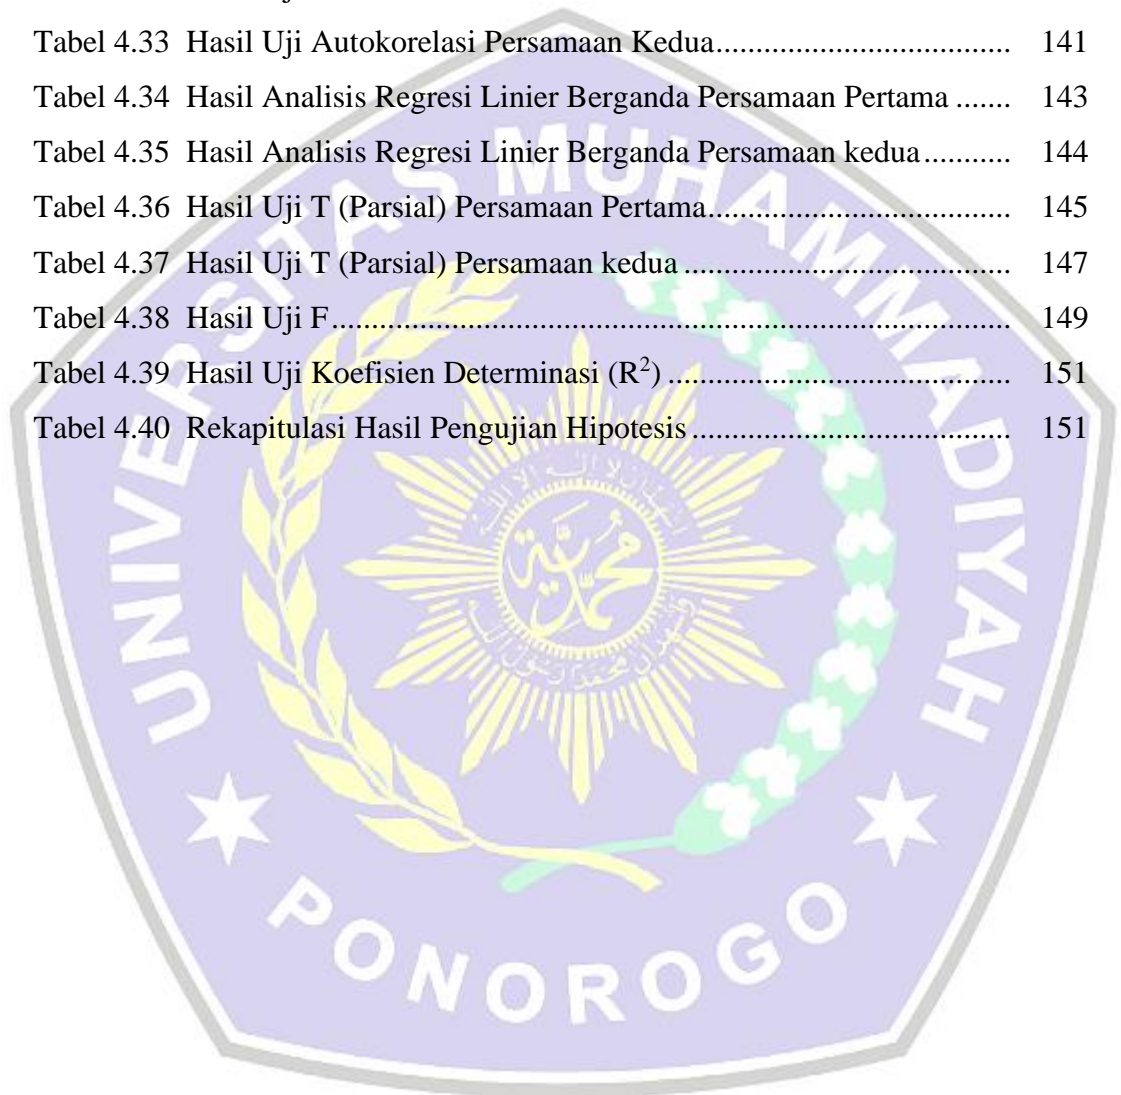 Tabel 4.33 Hasil Uji Autokorelasi Persamaan Kedua.................................... 141
Tabel 4.34 Hasil Analisis Regresi Linier Berganda Persamaan Pertama ....... 143
Tabel 4.35 Hasil Analisis Regresi Linier Berganda Persamaan kedua........... 144
Tabel 4.36 Hasil Uji T (Parsial) Persamaan Pertama..................................... 145
Tabel 4.37 Hasil Uji T (Parsial) Persamaan kedua ........................................ 147
Tabel 4.38 Hasil Uji F.................................................................................... 149
Tabel 4.39 Hasil Uji Koefisien Determinasi (R²) .......................................... 151
Tabel 4.40 Rekapitulasi Hasil Pengujian Hipotesis ....................................... 151
UNIVERSITAS MUHAMMADIYAH
محمدية
PONOROGO